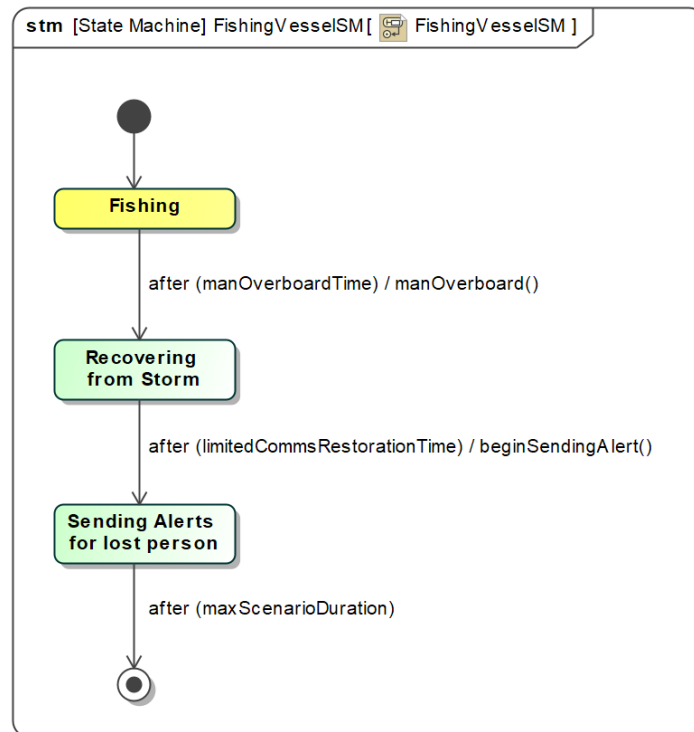 stm [State Machine] FishingVesselSM[ FishingVesselSM ]
Fishing
after (manOverboardTime) / manOverboard()
Recovering
from Storm
after (limitedCommsRestorationTime) / beginSendingAlert()
Sending Alerts
for lost person
after (maxScenarioDuration)